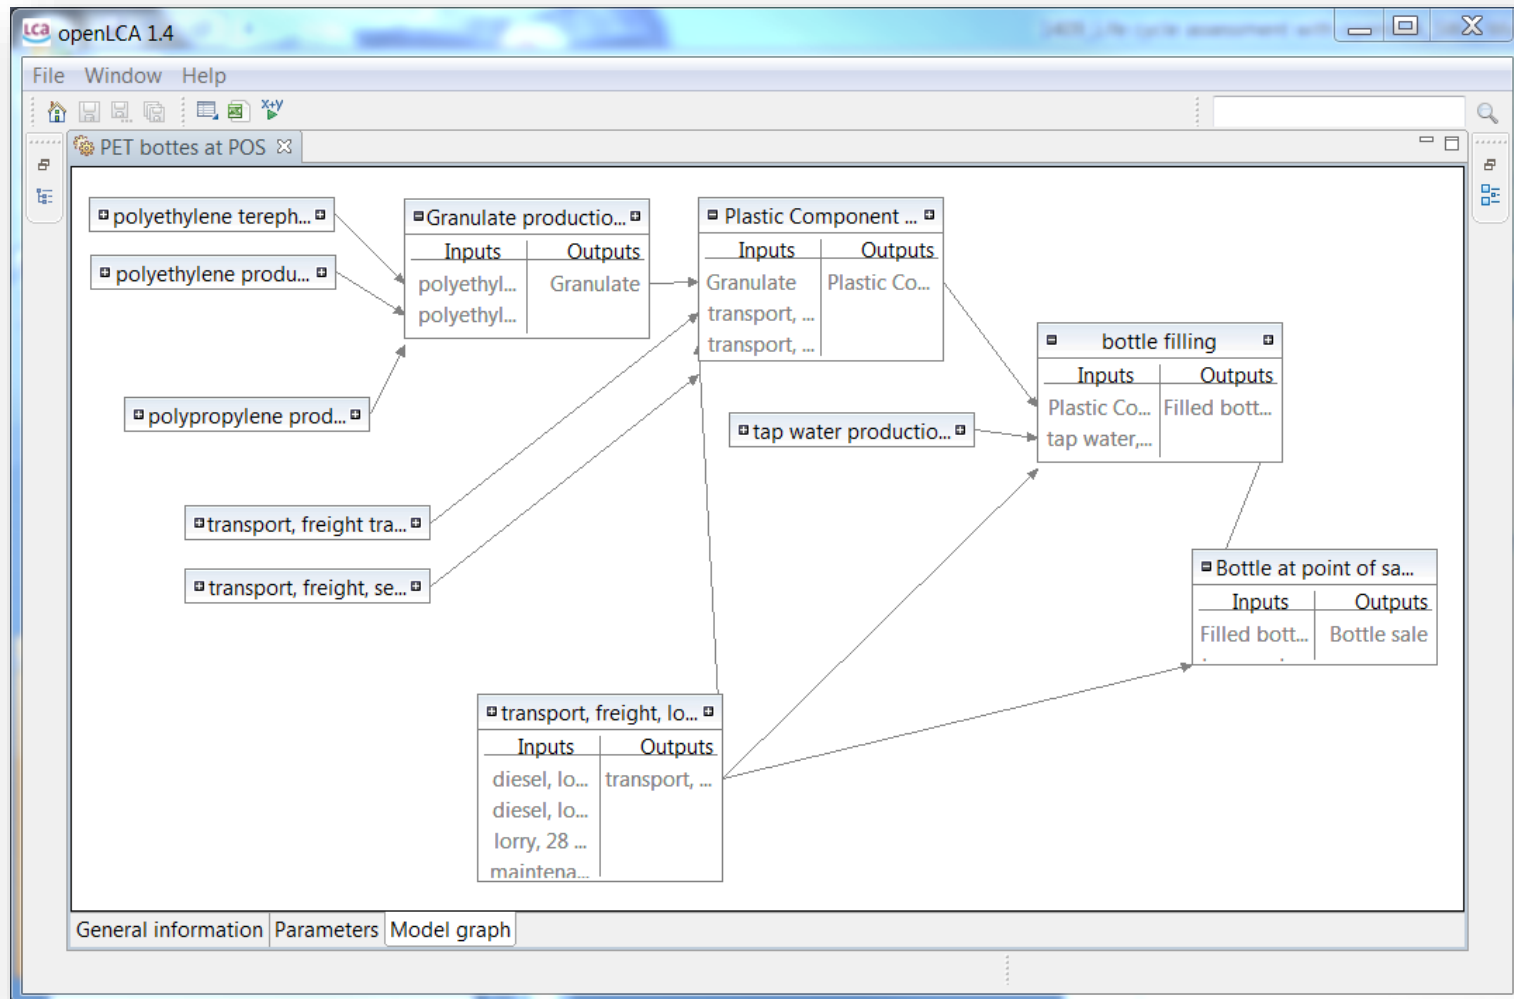 LCA openLCA 1.4
File Window Help
X+Y
PET bottes at POS
polyethylene tereph...
polyethylene produ...
polypropylene prod...
transport, freight tra...
transport, freight, se...
Granulate productio...
Inputs Outputs
polyethyl... Granulate
polyethyl...
Plastic Component ...
Inputs Outputs
Granulate Plastic Co...
transport, ...
transport, ...
tap water productio...
bottle filling
Inputs Outputs
Plastic Co... Filled bott...
tap water,...
Bottle at point of sa...
Inputs Outputs
Filled bott... Bottle sale
transport, freight, lo...
Inputs Outputs
diesel, lo... transport, ...
diesel, lo...
lorry, 28 ...
maintena...
General information Parameters Model graph